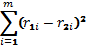 ∑_{i=1}^{m}(r_{1i} − r_{2i})²